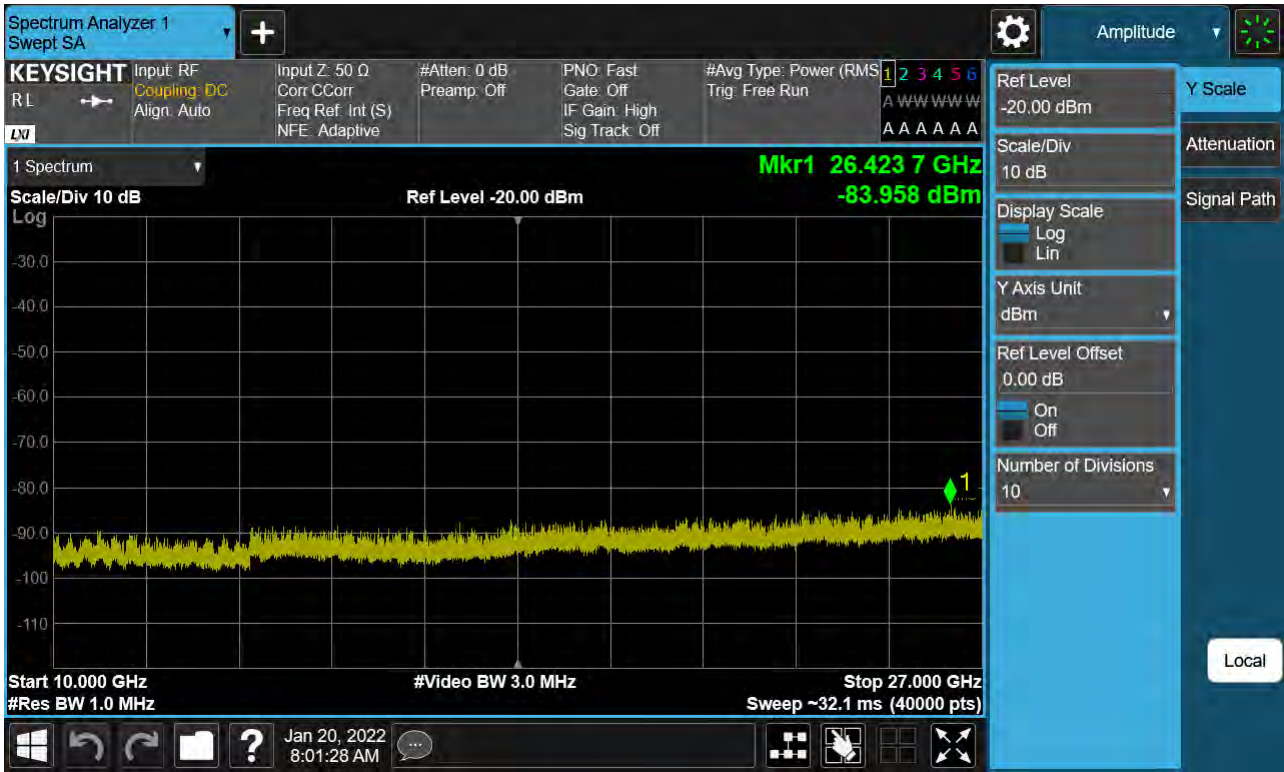 Spectrum Analyzer 1
Swept SA
+
Amplitude
KEYSIGHT
RL
LXI
Input: RF
Coupling: DC
Align: Auto
Input Z: 50 Ω
Corr CCorr
Freq Ref: Int (S)
NFE: Adaptive
#Atten: 0 dB
Preamp: Off
PNO: Fast
Gate: Off
IF Gain: High
Sig Track: Off
#Avg Type: Power (RMS
Trig: Free Run
1 2 3 4 5 6
A W W W W W
A A A A A A
1 Spectrum
Mkr1 26.423 7 GHz
Scale/Div 10 dB
Ref Level -20.00 dBm
-83.958 dBm
Log
-30.0
-40.0
-50.0
-60.0
-70.0
-80.0
1
-90.0
-100
-110
Start 10.000 GHz
#Video BW 3.0 MHz
Stop 27.000 GHz
#Res BW 1.0 MHz
Sweep ~32.1 ms (40000 pts)
Ref Level
-20.00 dBm
Scale/Div
10 dB
Display Scale
Log
Lin
Y Axis Unit
dBm
Ref Level Offset
0.00 dB
On
Off
Number of Divisions
10
Y Scale
Attenuation
Signal Path
Local
?
Jan 20, 2022
8:01:28 AM